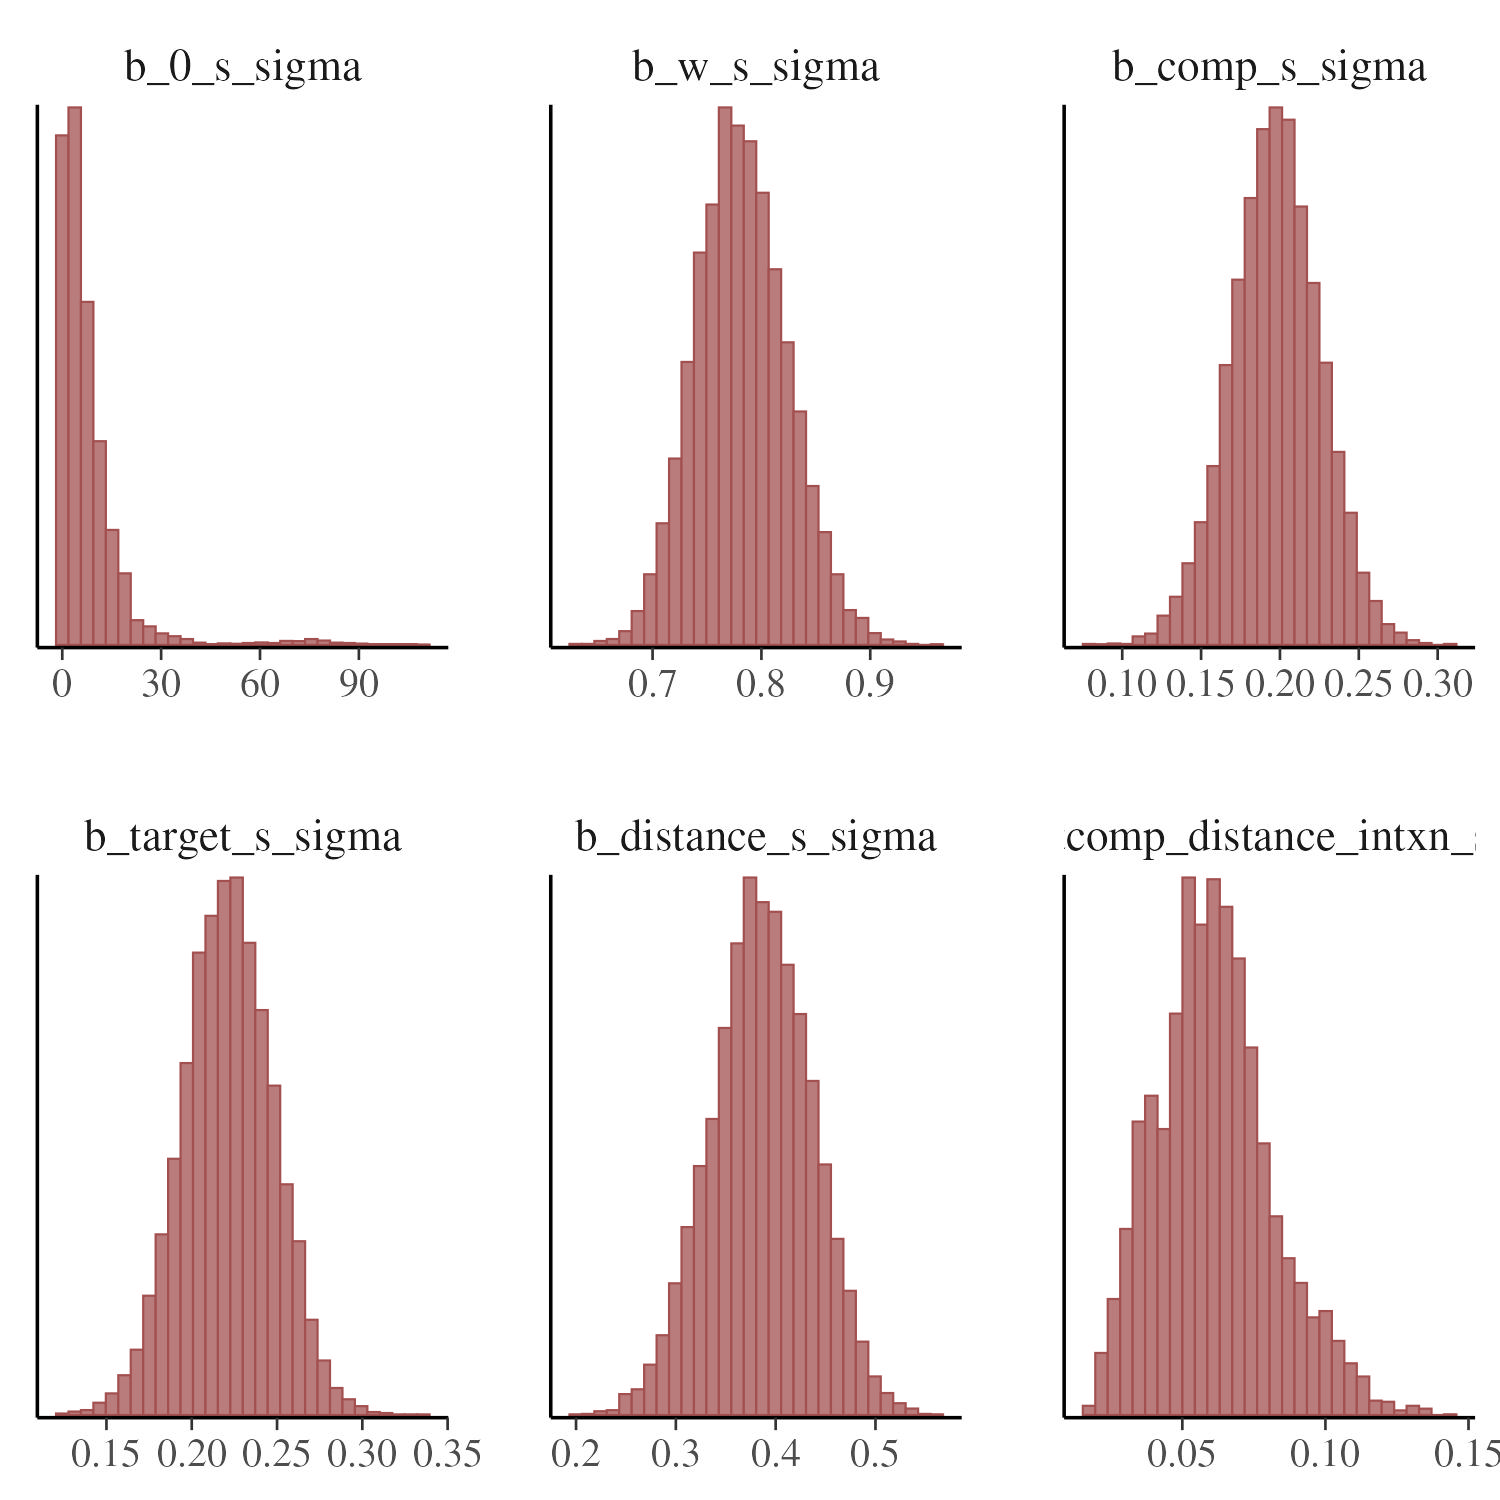 b_0_s_sigma
b_w_s_sigma
b_comp_s_sigma
0 30 60 90
0.7 0.8 0.9
0.10 0.15 0.20 0.25 0.30
b_target_s_sigma
b_distance_s_sigma
comp_distance_intxn_
0.15 0.20 0.25 0.30 0.35
0.2 0.3 0.4 0.5
0.05 0.10 0.15